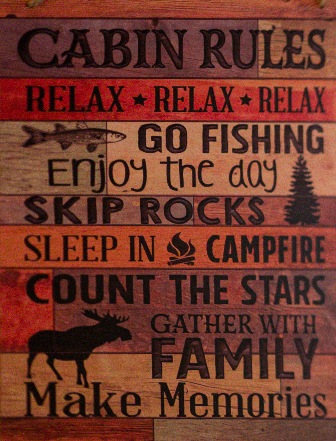 CABIN RULES
RELAX ★ RELAX ★ RELAX
GO FISHING
Enjoy the day
SKIP ROCKS
SLEEP IN CAMPFIRE
COUNT THE STARS
GATHER WITH
FAMILY
Make Memories